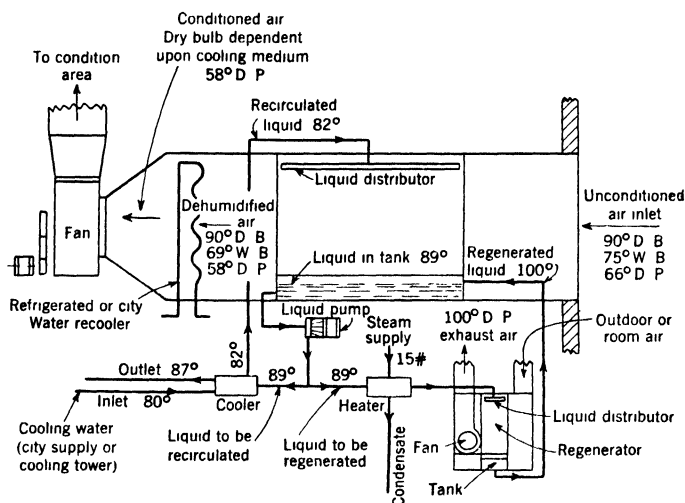 Conditioned air
Dry bulb dependent
upon cooling medium
58° D P
To condition
area
Recirculated
liquid 82°
Liquid distributor
Unconditioned
air inlet
90° D B
75° W B
66° D P
Dehumidified
air
90° D B
69° W B
58° D P
Fan
Liquid in tank 89°
Regenerated
liquid 100°
Refrigerated or city
Water recooler
Liquid pump
Steam
supply
15#
100° D P
exhaust air
Outdoor or
room air
82°
Outlet 87°
Inlet 80°
Cooler
89°
89°
Heater
Cooling water
(city supply or
cooling tower)
Liquid to be
recirculated
Liquid to be
regenerated
Condensate
Fan
Tank
Liquid distributor
Regenerator